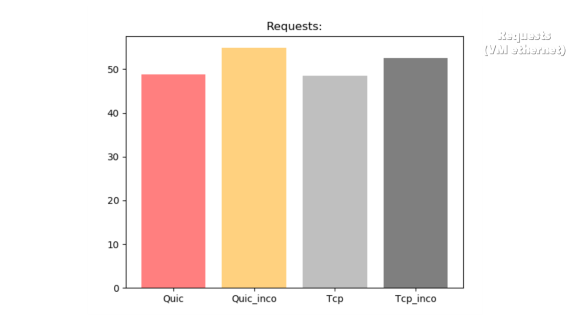 Requests:
Requests
(VM ethernet)
50
40
30
20
10
0
Quic Quic_inco Tcp Tcp_inco